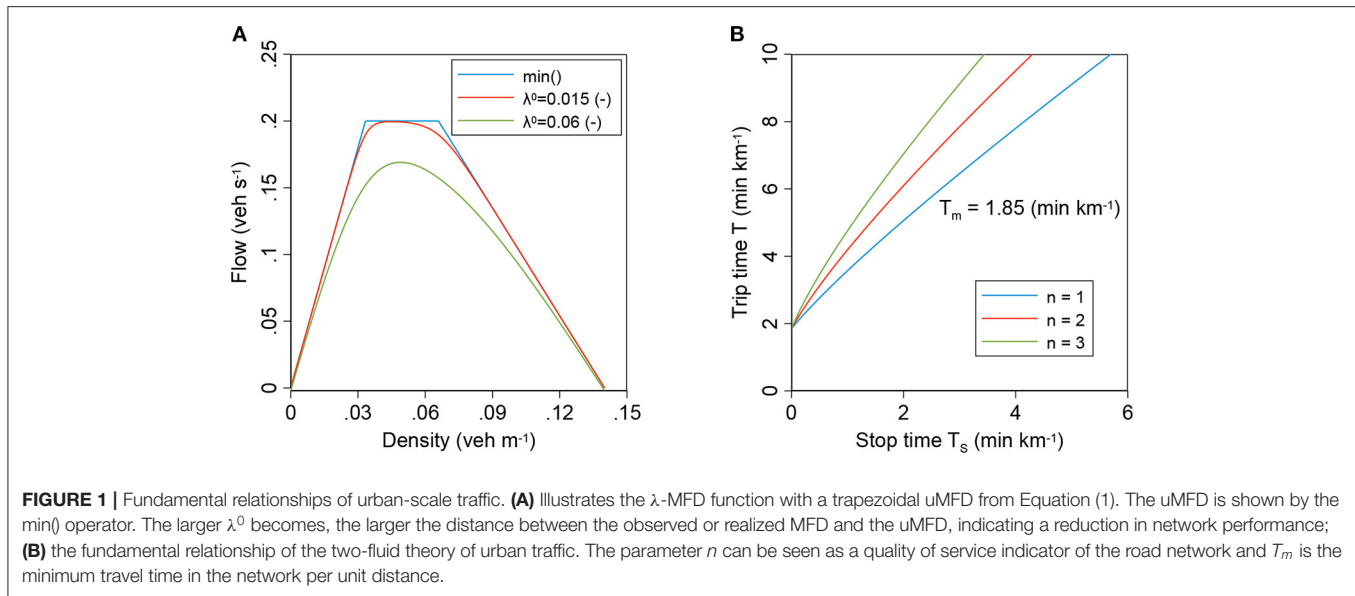 A
Flow (veh s-1)
.25
.2
.15
.1
.05
0
min()
λ⁰=0.015 (-)
λ⁰=0.06 (-)
0 .03 .06 .09 .12 .15
Density (veh m-1)
B
Trip time T (min km-1)
10
8
6
4
2
0
Tm = 1.85 (min km-1)
n = 1
n = 2
n = 3
0 2 4 6
Stop time TS (min km-1)
FIGURE 1 | Fundamental relationships of urban-scale traffic. (A) Illustrates the λ-MFD function with a trapezoidal uMFD from Equation (1). The uMFD is shown by the
min() operator. The larger λ⁰ becomes, the larger the distance between the observed or realized MFD and the uMFD, indicating a reduction in network performance;
(B) the fundamental relationship of the two-fluid theory of urban traffic. The parameter n can be seen as a quality of service indicator of the road network and Tm is the
minimum travel time in the network per unit distance.